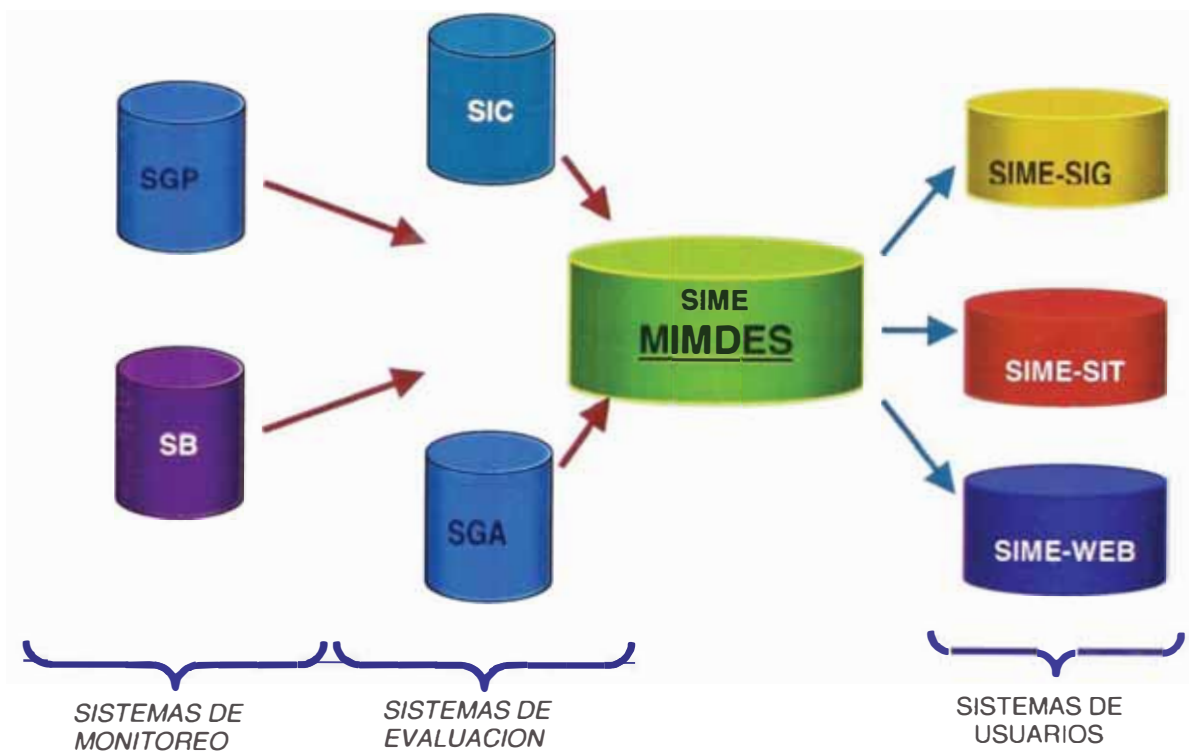 SIC
SGP
SIME-SIG
SIME
MIMDES
SIME-SIT
SB
SGA
SIME-WEB
SISTEMAS DE
MONITOREO
SISTEMAS DE
EVALUACION
SISTEMAS DE
USUARIOS